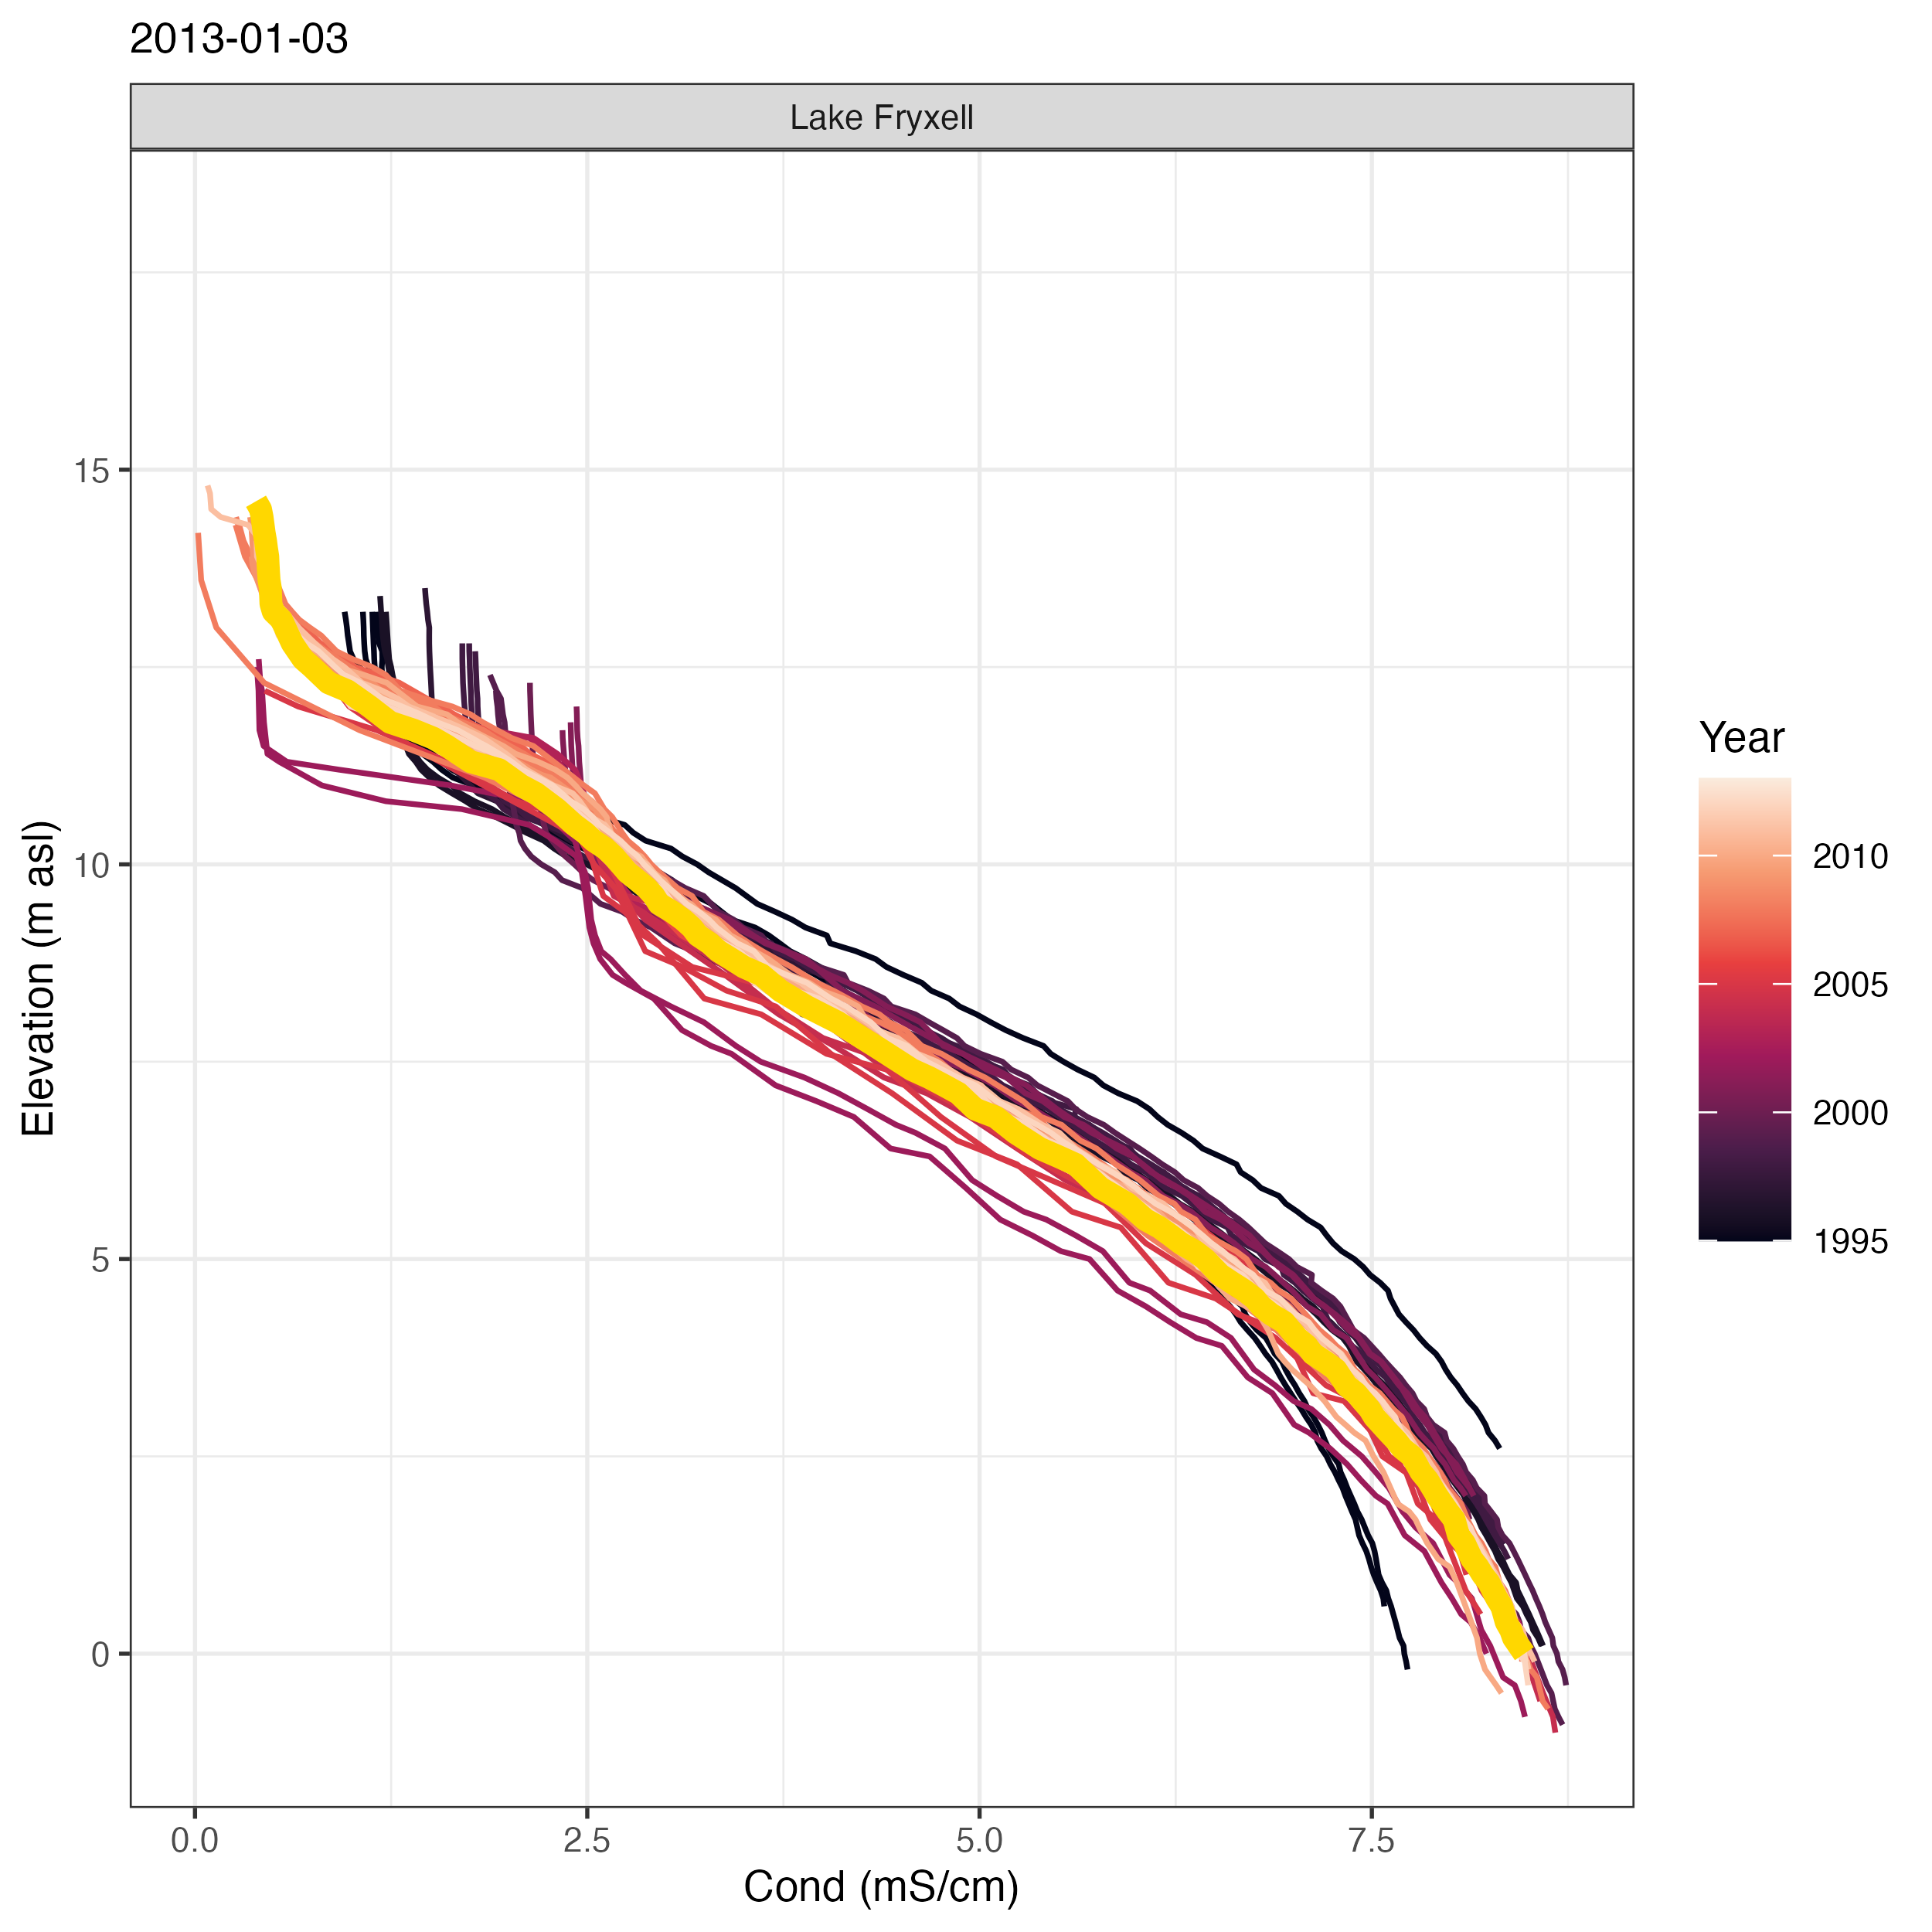 2013-01-03
Lake Fryxell
15
10
5
0
Elevation (m asl)
0.0 2.5 5.0 7.5
Cond (mS/cm)
Year
2010
2005
2000
1995